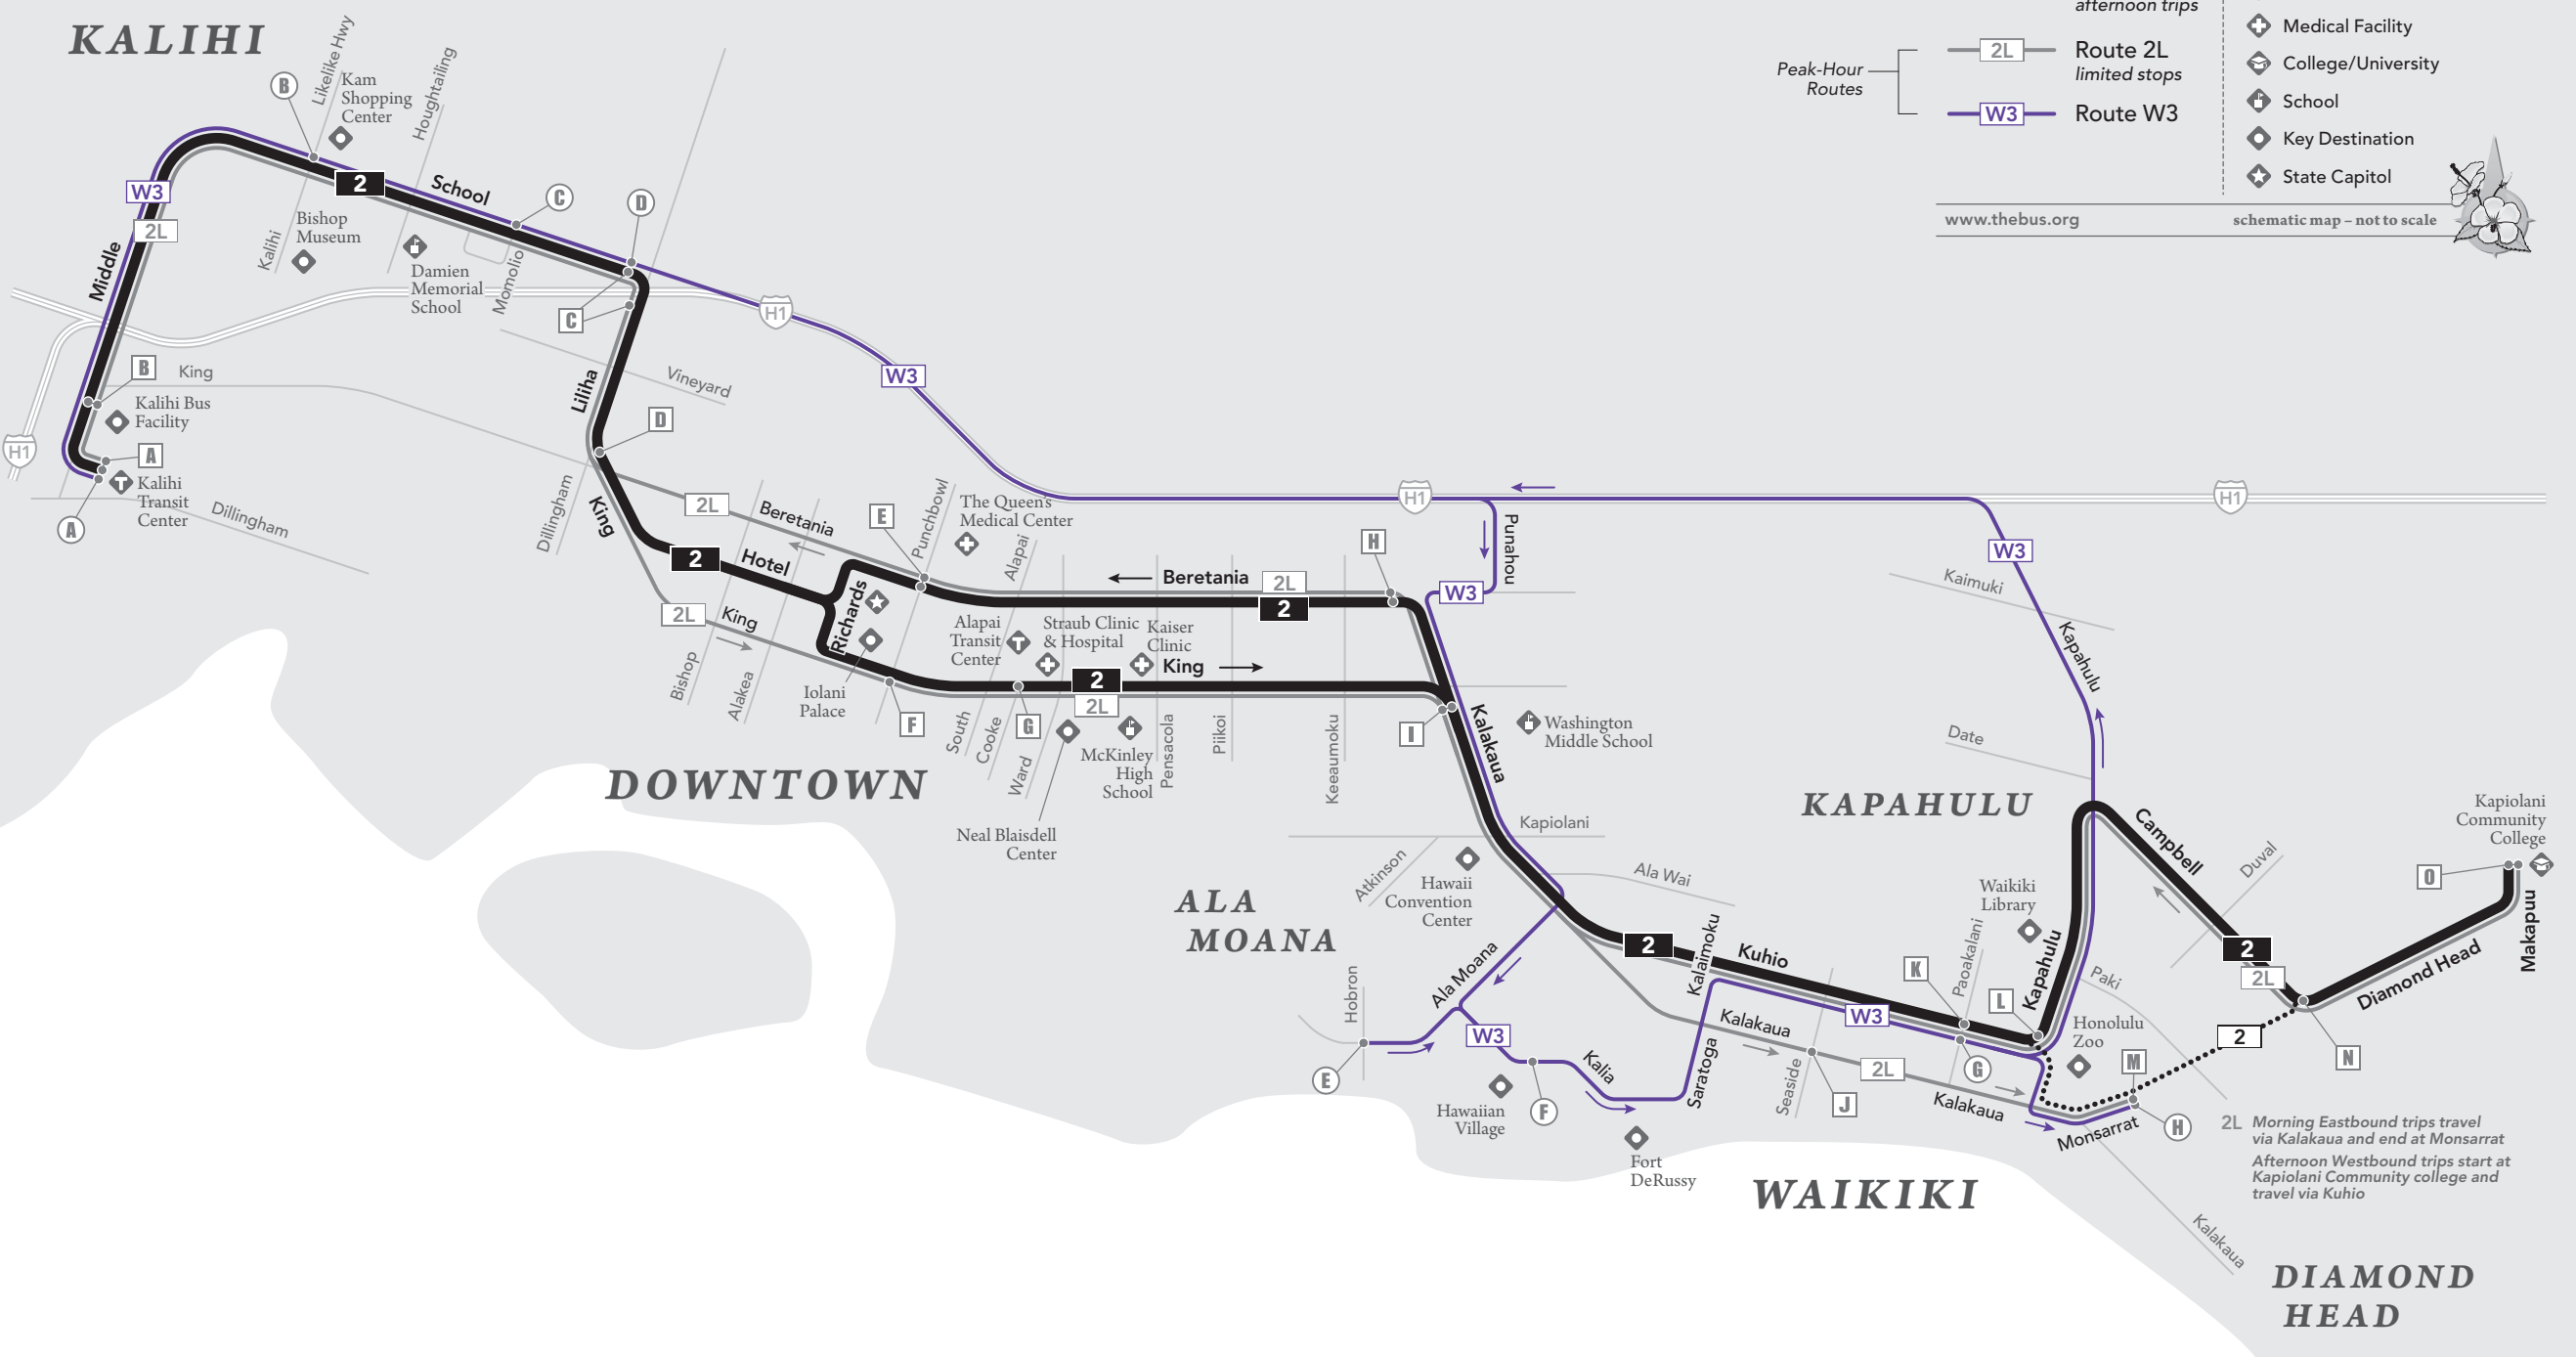 KALIHI
B
Likelike Hwy
Kam
Shopping
Center
Houghtailing
afternoon trips
Peak-Hour
Routes
2L
Route 2L
limited stops
W3
Route W3
Medical Facility
College/University
School
Key Destination
State Capitol
www.thebus.org
schematic map – not to scale
W3
2L
2
School
C
D
Middle
Kalihi
Bishop
Museum
Damien
Memorial
School
Momolio
C
H1
W3
B
King
Kalihi Bus
Facility
H1
A
Kalihi
Transit
Center
A
Dillingham
Liliha
Vineyard
D
Dillingham
King
2L
Beretania
E
Punchbowl
The Queen's
Medical Center
Alapai
2
Hotel
Richards
2L
King
Bishop
Alakea
Iolani
Palace
F
Alapai
Transit
Center
Straub Clinic
& Hospital
Kaiser
Clinic
Beretania
2L
2
H
H1
Punahou
W3
King
2
2L
South
Cooke
G
Ward
McKinley
High
School
Pensacola
Piikoi
Keeaumoku
Neal Blaisdell
Center
I
Kalakaua
Washington
Middle School
DOWNTOWN
H1
W3
Kaimuki
Kapahulu
Date
KAPAHULU
Kapiolani
Atkinson
Hawaii
Convention
Center
Ala Wai
ALA
MOANA
Hobron
Ala Moana
E
W3
Hawaiian
Village
F
Kalia
Saratoga
Fort
DeRussy
2
Kalaimoku
Kuhio
W3
Kalakaua
Seaside
J
2L
K
Paoakalani
G
Kalakaua
Waikiki
Library
L
Kapahulu
Paki
Honolulu
Zoo
M
H
Monsarrat
Campbell
Duval
2
2L
Kapiolani
Community
College
O
Makapuu
Diamond Head
2
N
2L Morning Eastbound trips travel
via Kalakaua and end at Monsarrat
Afternoon Westbound trips start at
Kapiolani Community college and
travel via Kuhio
Kalakaua
WAIKIKI
DIAMOND
HEAD